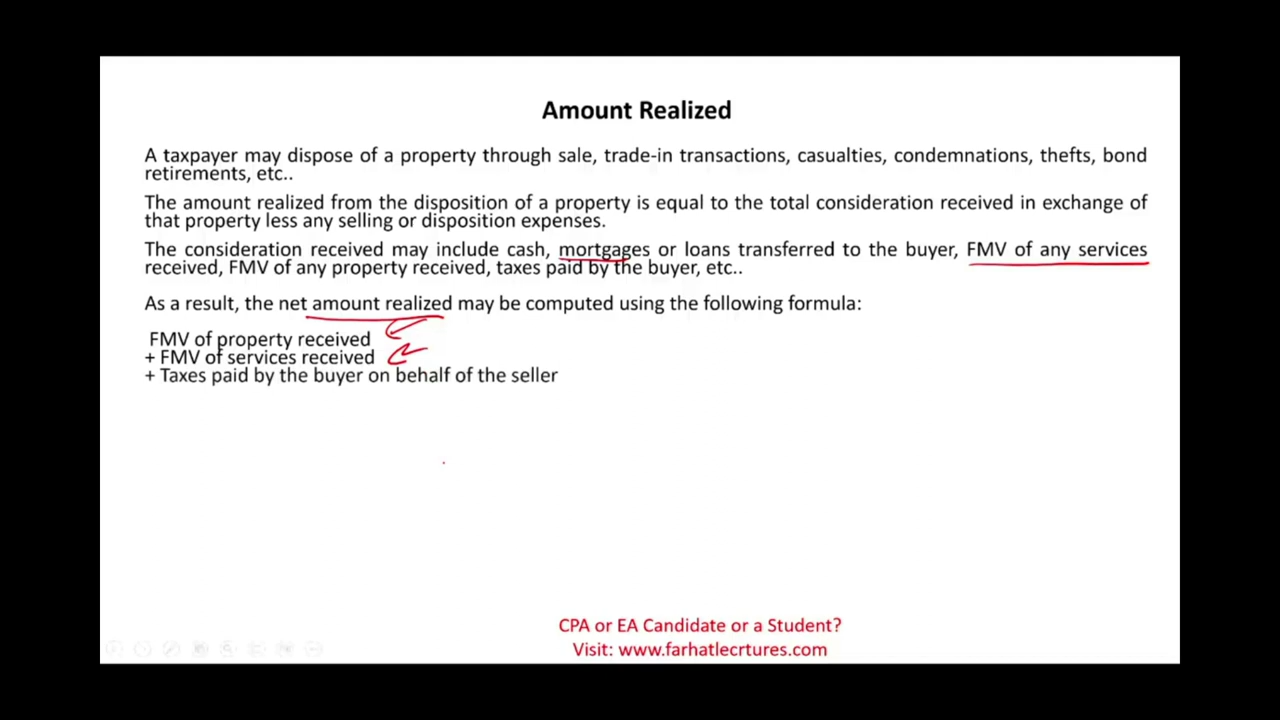 Amount Realized
A taxpayer may dispose of a property through sale, trade-in transactions, casualties, condemnations, thefts, bond
retirements, etc..
The amount realized from the disposition of a property is equal to the total consideration received in exchange of
that property less any selling or disposition expenses.
The consideration received may include cash, mortgages or loans transferred to the buyer, FMV of any services
received, FMV of any property received, taxes paid by the buyer, etc..
As a result, the net amount realized may be computed using the following formula:
FMV of property received
+ FMV of services received
+ Taxes paid by the buyer on behalf of the seller
CPA or EA Candidate or a Student?
Visit: www.farhatlecrtures.com